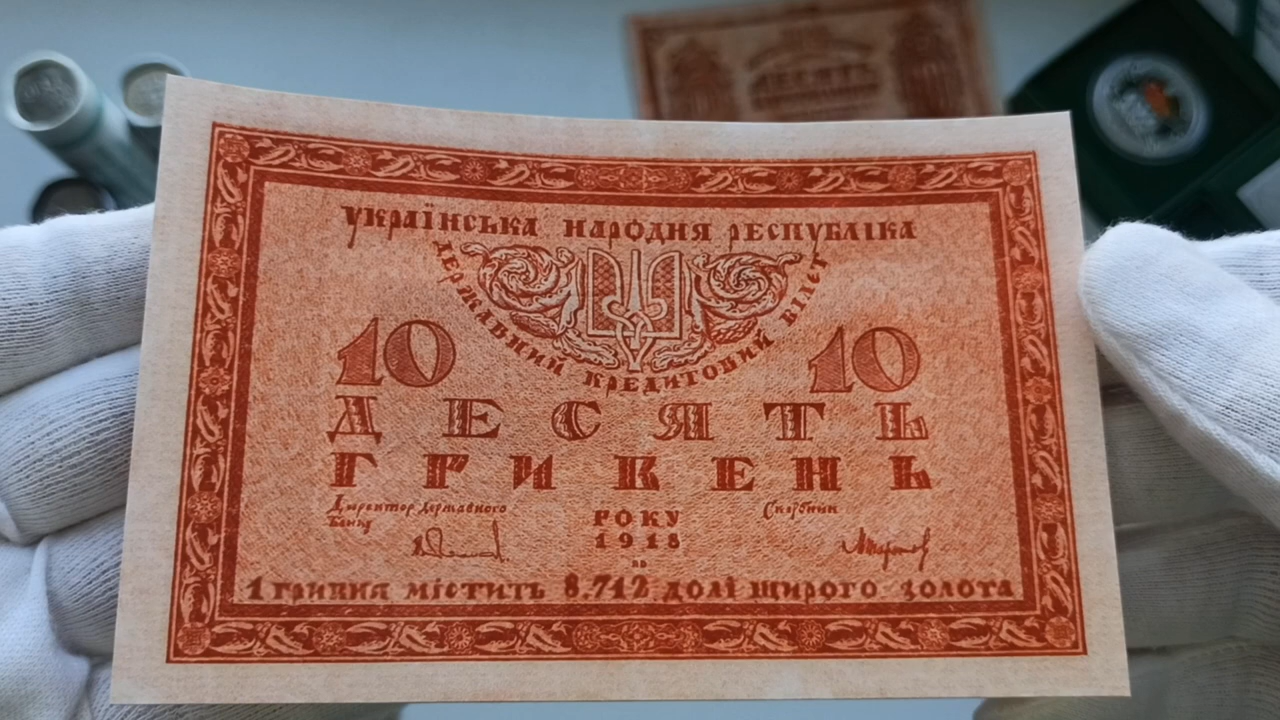 УКРАЇНСЬКА НАРОДНЯ РЕСПУБЛІКА
ДЕРЖАВНИЙ КРЕДИТОВИЙ БІЛЕТ
10 10
ДЕСЯТЬ
ГРИВЕНЬ
Директор Державного Скарбник
Банку
РОКУ
1918
1 гривня містить 8.712 долі щирого золота
ДЕСЯТЬ